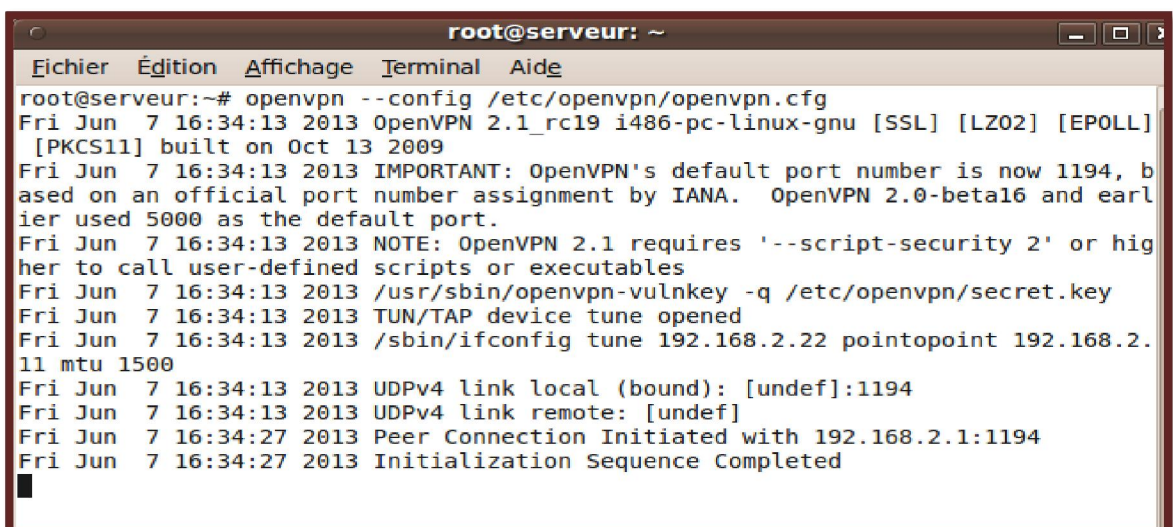 root@serveur: ~
Fichier Édition Affichage Terminal Aide
root@serveur:~# openvpn --config /etc/openvpn/openvpn.cfg
Fri Jun  7 16:34:13 2013 OpenVPN 2.1_rc19 i486-pc-linux-gnu [SSL] [LZO2] [EPOLL]
 [PKCS11] built on Oct 13 2009
Fri Jun  7 16:34:13 2013 IMPORTANT: OpenVPN's default port number is now 1194, b
ased on an official port number assignment by IANA.  OpenVPN 2.0-beta16 and earl
ier used 5000 as the default port.
Fri Jun  7 16:34:13 2013 NOTE: OpenVPN 2.1 requires '--script-security 2' or hig
her to call user-defined scripts or executables
Fri Jun  7 16:34:13 2013 /usr/sbin/openvpn-vulnkey -q /etc/openvpn/secret.key
Fri Jun  7 16:34:13 2013 TUN/TAP device tune opened
Fri Jun  7 16:34:13 2013 /sbin/ifconfig tune 192.168.2.22 pointopoint 192.168.2.
11 mtu 1500
Fri Jun  7 16:34:13 2013 UDPv4 link local (bound): [undef]:1194
Fri Jun  7 16:34:13 2013 UDPv4 link remote: [undef]
Fri Jun  7 16:34:27 2013 Peer Connection Initiated with 192.168.2.1:1194
Fri Jun  7 16:34:27 2013 Initialization Sequence Completed